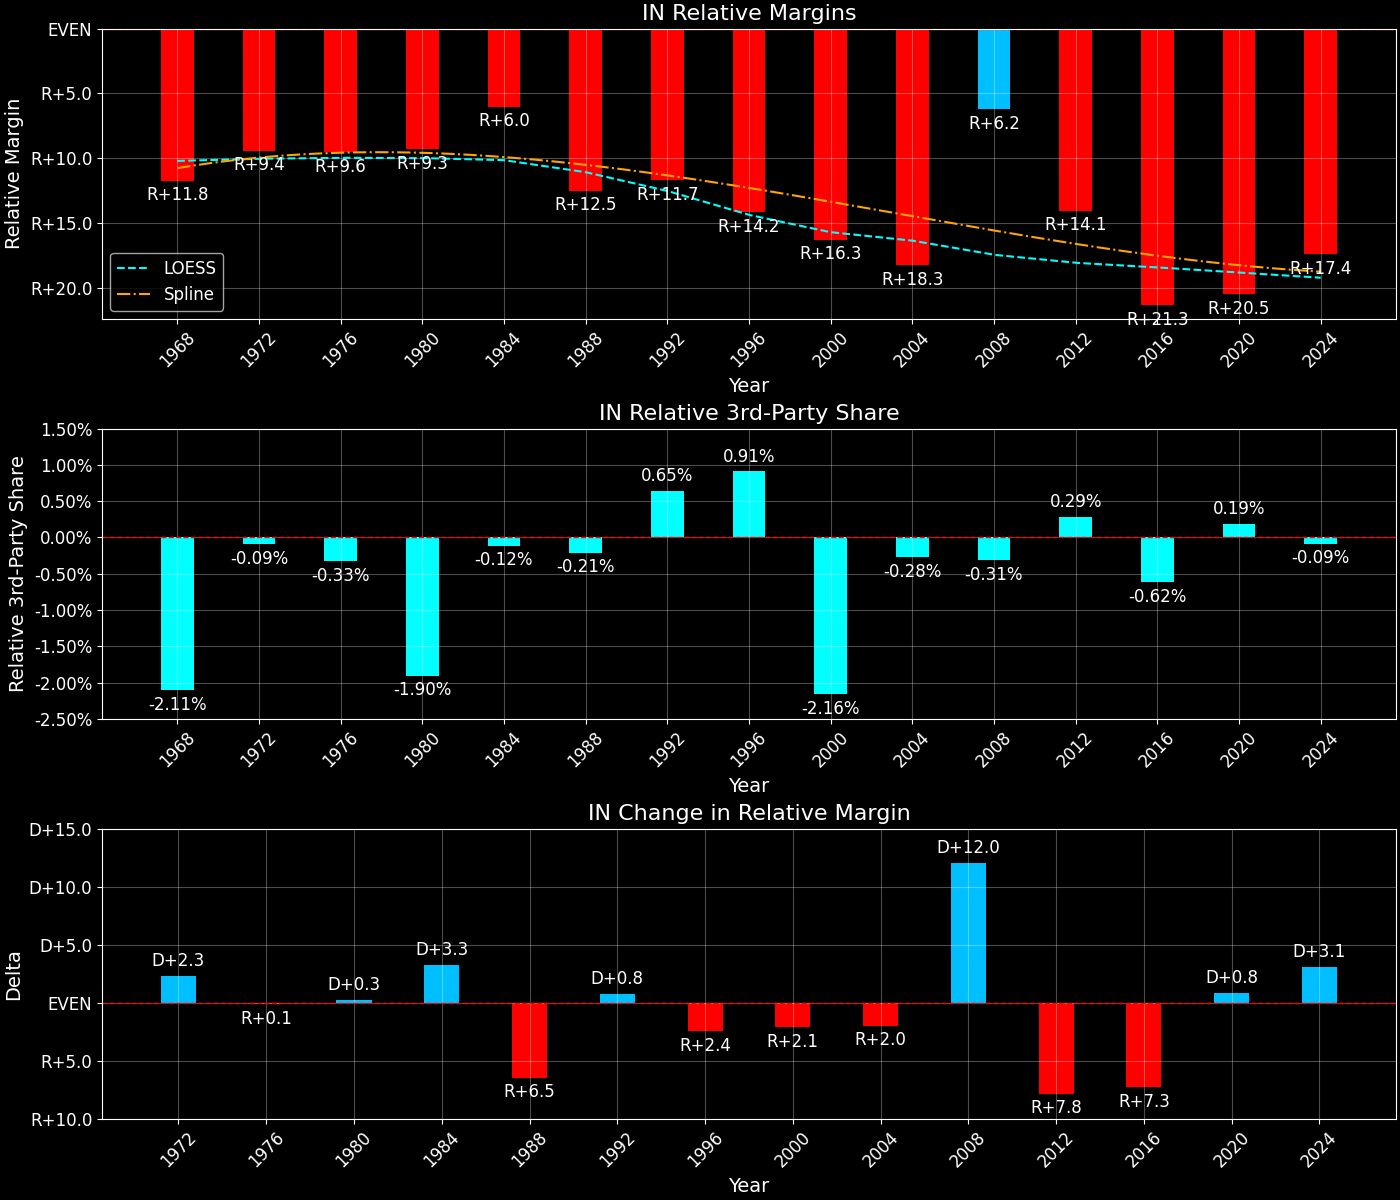 IN Relative Margins
Relative Margin
EVEN
R+5.0
R+10.0
R+15.0
R+20.0
R+11.8
R+9.4
R+9.6
R+9.3
R+6.0
R+12.5
R+11.7
R+14.2
R+16.3
R+18.3
R+6.2
R+14.1
R+21.3
R+20.5
R+17.4
LOESS
Spline
1968
1972
1976
1980
1984
1988
1992
1996
2000
2004
2008
2012
2016
2020
2024
Year
IN Relative 3rd-Party Share
Relative 3rd-Party Share
1.50%
1.00%
0.50%
0.00%
-0.50%
-1.00%
-1.50%
-2.00%
-2.50%
-2.11%
-0.09%
-0.33%
-1.90%
-0.12%
-0.21%
0.65%
0.91%
-2.16%
-0.28%
-0.31%
0.29%
-0.62%
0.19%
-0.09%
1968
1972
1976
1980
1984
1988
1992
1996
2000
2004
2008
2012
2016
2020
2024
Year
IN Change in Relative Margin
Delta
D+15.0
D+10.0
D+5.0
EVEN
R+5.0
R+10.0
D+2.3
R+0.1
D+0.3
D+3.3
R+6.5
D+0.8
R+2.4
R+2.1
R+2.0
D+12.0
R+7.8
R+7.3
D+0.8
D+3.1
1972
1976
1980
1984
1988
1992
1996
2000
2004
2008
2012
2016
2020
2024
Year